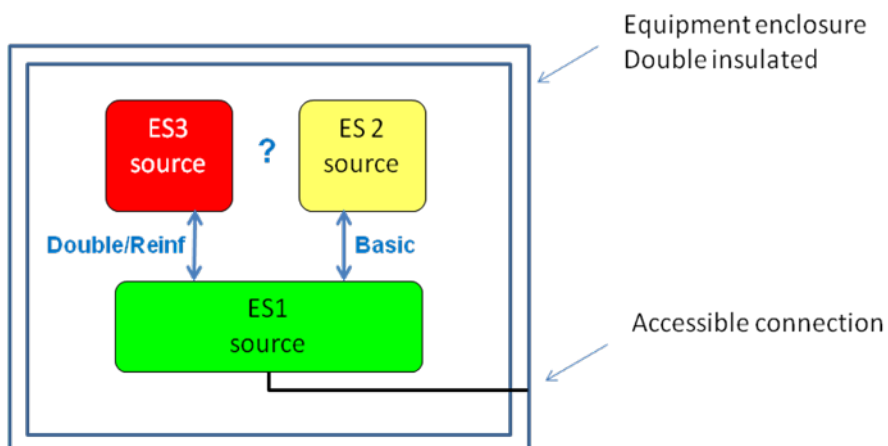 Equipment enclosure
Double insulated
ES3
source
?
ES 2
source
Double/Reinf
Basic
ES1
source
Accessible connection